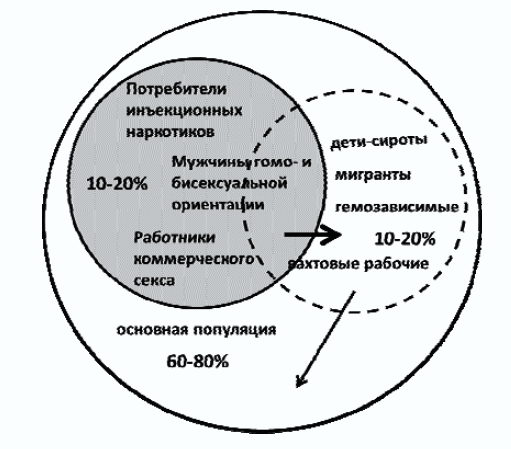 Потребители
инъекционных
наркотиков
Мужчины гомо- и
бисексуальной
ориентации
10-20%
Работники
коммерческого
секса
дети-сироты
мигранты
гемозависимые
10-20%
вахтовые рабочие
основная популяция
60-80%